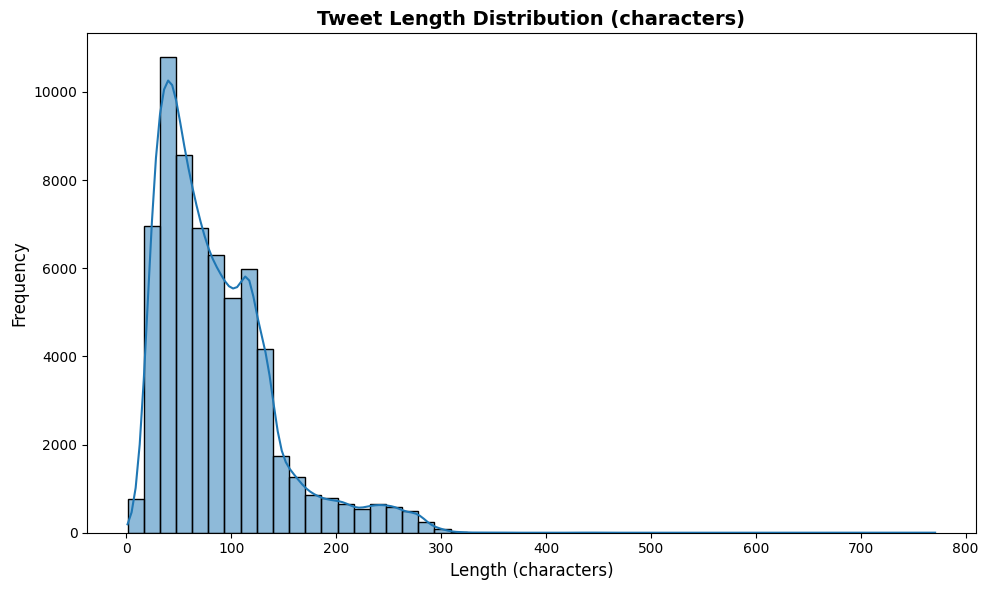 Tweet Length Distribution (characters)
10000
8000
6000
4000
2000
0
Frequency
0 100 200 300 400 500 600 700 800
Length (characters)